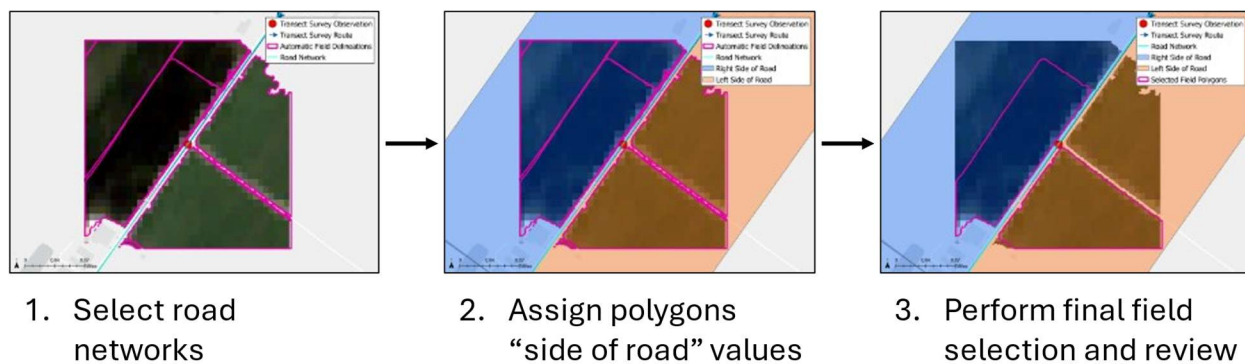 Transect Survey Observation
Transect Survey Route
Automatic Field Delineations
Road Network
Transect Survey Observation
Transect Survey Route
Automatic Field Delineations
Road Network
Right Side of Road
Left Side of Road
Transect Survey Observation
Transect Survey Route
Road Network
Right Side of Road
Left Side of Road
Selected Field Polygons
1. Select road
networks
2. Assign polygons
“side of road” values
3. Perform final field
selection and review